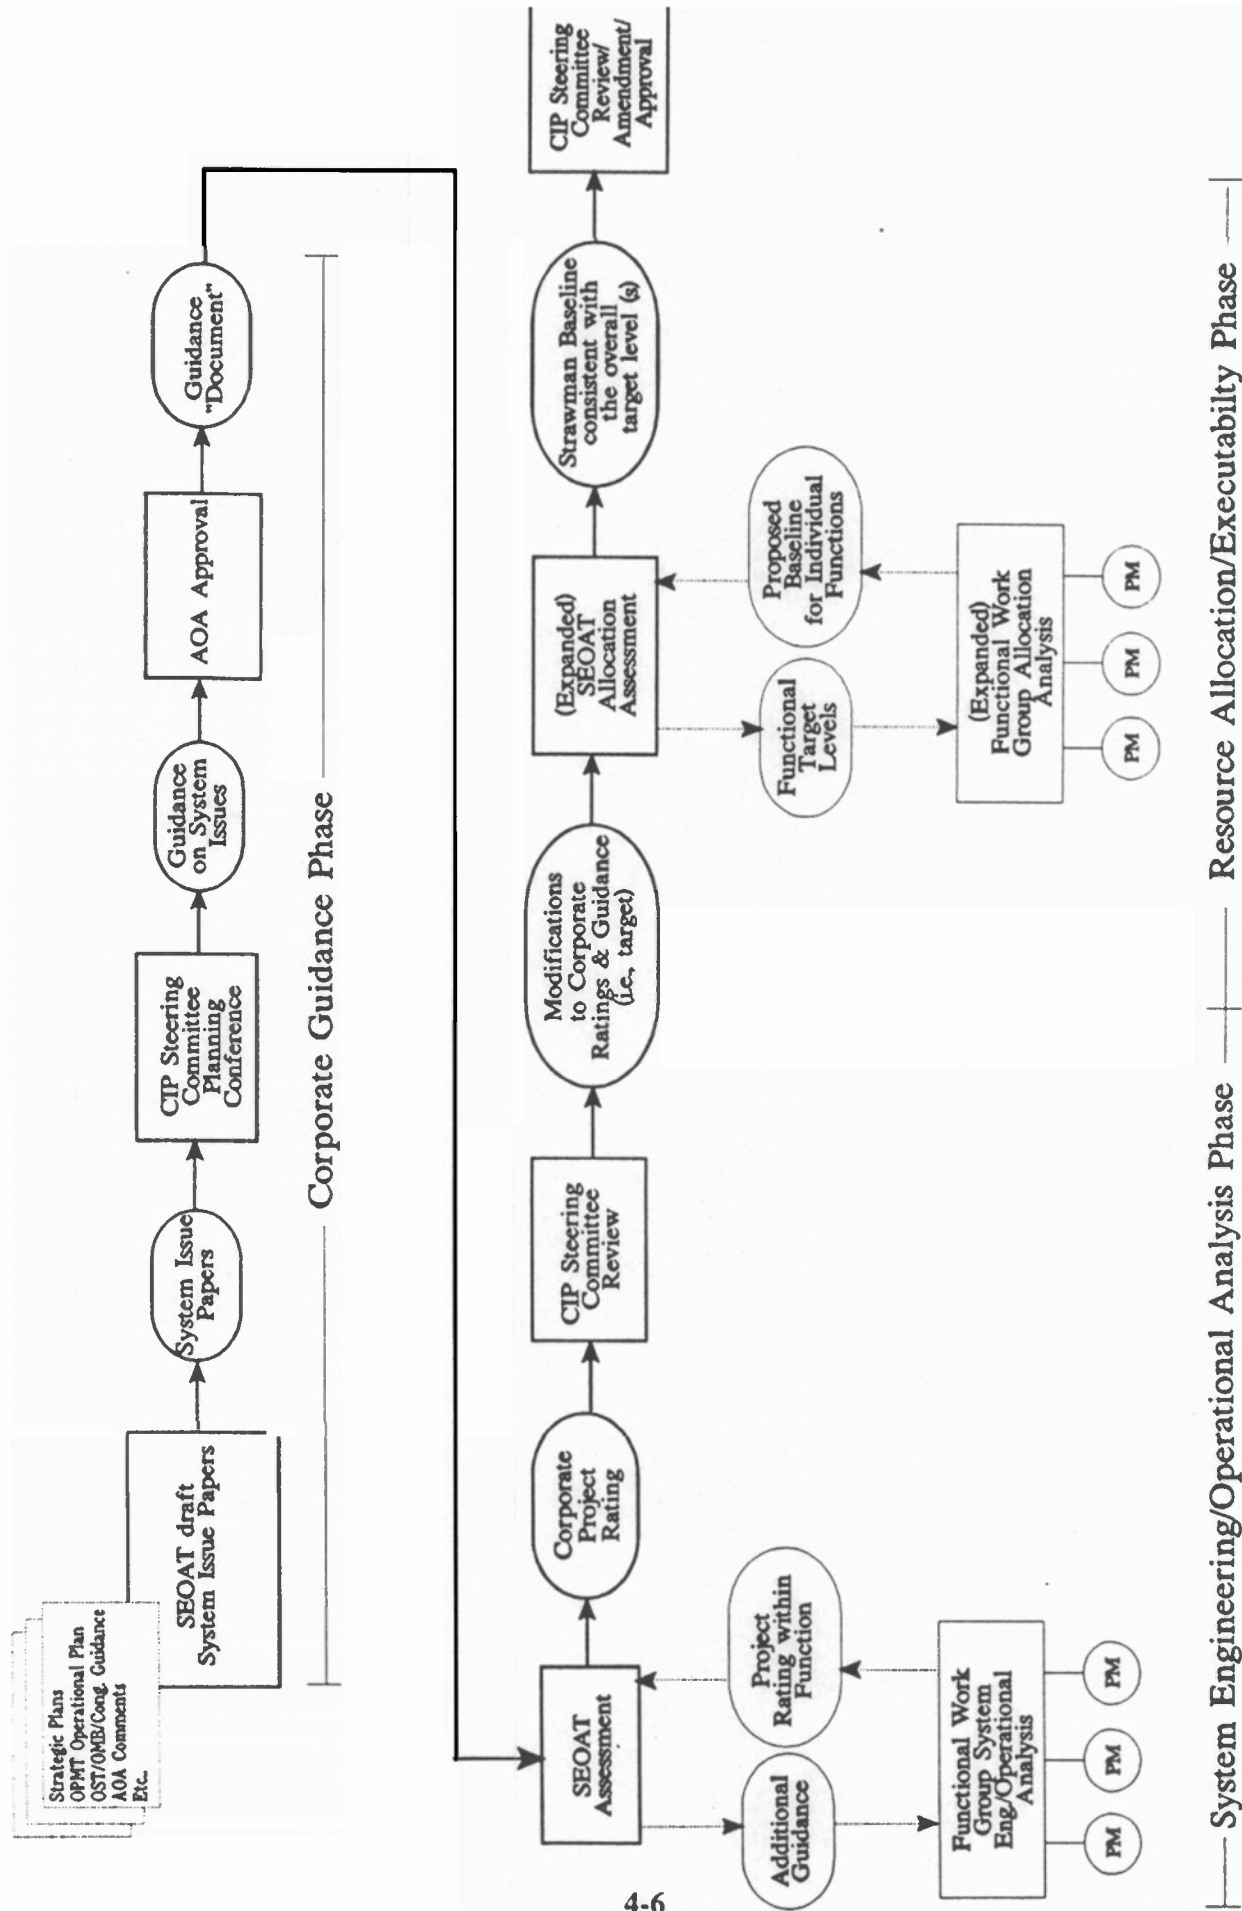 Strategic Plans
OPMT Operational Plan
OST/OMB/Cong. Guidance
AOA Comments
Etc..
SEOAT draft
System Issue Papers
System Issue
Papers
CIP Steering
Committee
Planning
Conference
Guidance
on System
Issues
AOA Approval
Guidance
"Document"
Corporate Guidance Phase
SEOAT
Assessment
Additional
Guidance
Project
Rating within
Function
Functional Work
Group System
Eng./Operational
Analysis
PM
PM
PM
Corporate
Project
Rating
CIP Steering
Committee
Review
Modifications
to Corporate
Ratings & Guidance
(i.e., target)
(Expanded)
SEOAT
Allocation
Assessment
Functional
Target
Levels
Proposed
Baseline
for Individual
Functions
(Expanded)
Functional Work
Group Allocation
Analysis
PM
PM
PM
Strawman Baseline
consistent with
the overall
target level (s)
CIP Steering
Committee
Review/
Amendment/
Approval
System Engineering/Operational Analysis Phase
Resource Allocation/Executabilty Phase
4-6